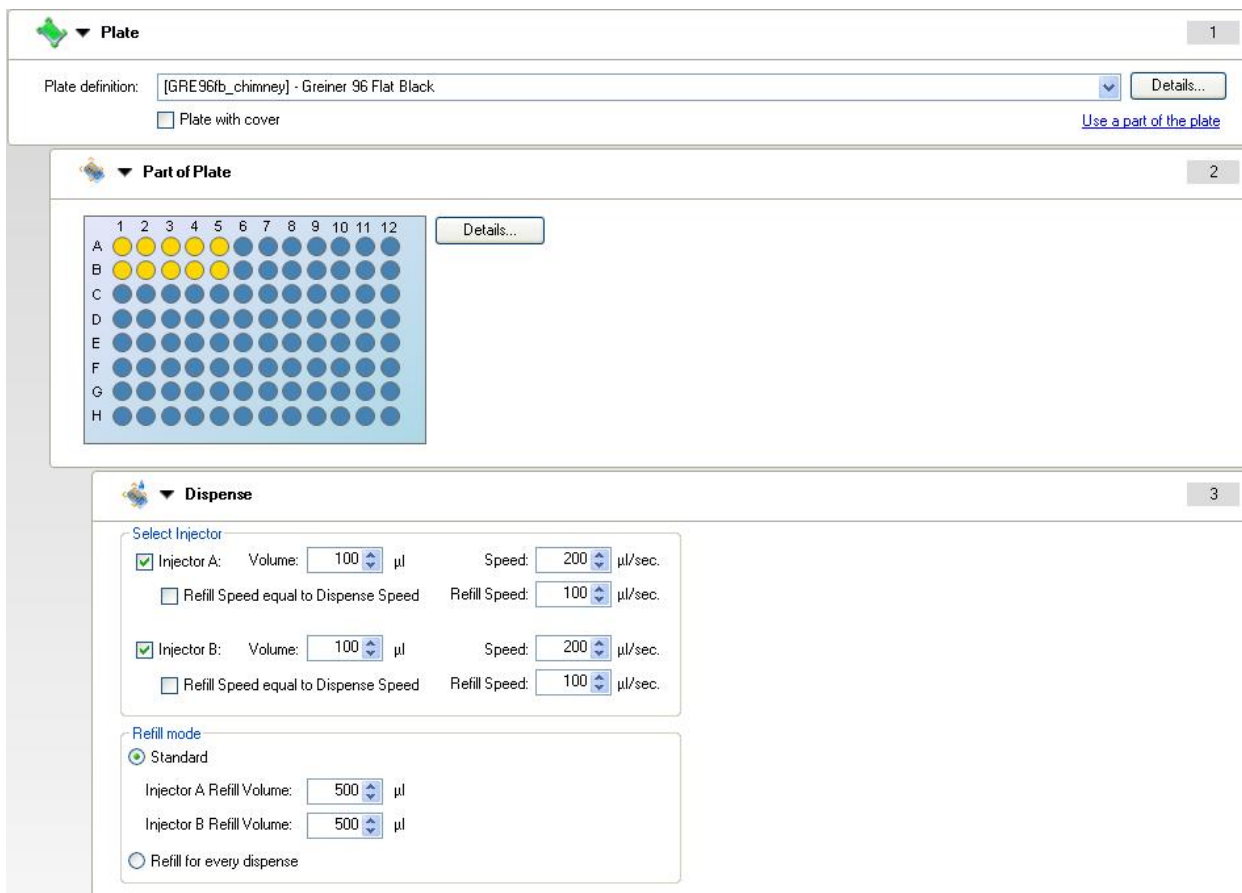 Plate 1
Plate definition: [GRE96fb_chimney] - Greiner 96 Flat Black Details...
Plate with cover Use a part of the plate
Part of Plate 2
1 2 3 4 5 6 7 8 9 10 11 12 Details...
A
B
C
D
E
F
G
H
Dispense 3
Select Injector
Injector A: Volume: 100 µl Speed: 200 µl/sec.
Refill Speed equal to Dispense Speed Refill Speed: 100 µl/sec.
Injector B: Volume: 100 µl Speed: 200 µl/sec.
Refill Speed equal to Dispense Speed Refill Speed: 100 µl/sec.
Refill mode
Standard
Injector A Refill Volume: 500 µl
Injector B Refill Volume: 500 µl
Refill for every dispense